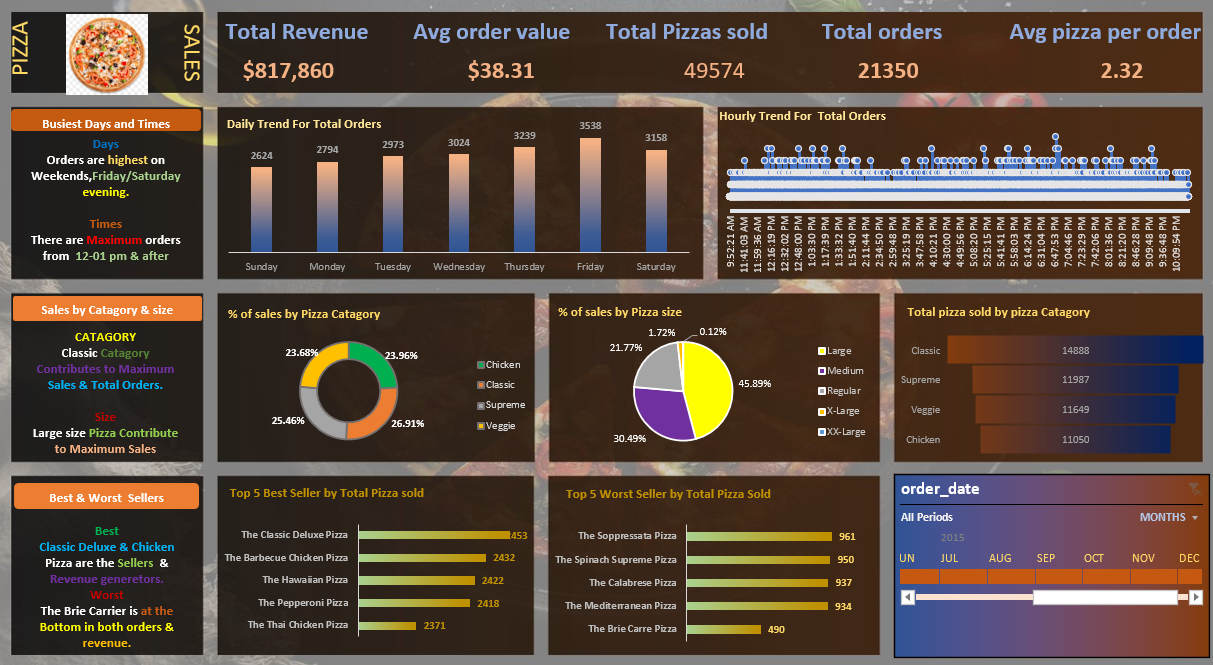 PIZZA
SALES
Total Revenue
$817,860
Avg order value
$38.31
Total Pizzas sold
49574
Total orders
21350
Avg pizza per order
2.32
Busiest Days and Times
Days
Orders are highest on
Weekends,Friday/Saturday
evening.
Times
There are Maximum orders
from 12-01 pm & after
Daily Trend For Total Orders
2624
2794
2973
3024
3239
3538
3158
Sunday
Monday
Tuesday
Wednesday
Thursday
Friday
Saturday
Hourly Trend For Total Orders
9:52:21 AM
11:41:03 AM
11:59:36 AM
12:16:19 PM
12:32:02 PM
12:48:00 PM
1:03:30 PM
1:17:39 PM
1:33:32 PM
1:51:40 PM
2:11:44 PM
2:34:50 PM
2:59:48 PM
3:25:19 PM
3:47:58 PM
4:10:21 PM
4:30:00 PM
4:49:56 PM
5:08:20 PM
5:25:15 PM
5:41:41 PM
5:58:03 PM
6:14:24 PM
6:31:04 PM
6:47:53 PM
7:04:46 PM
7:23:29 PM
7:42:06 PM
8:01:36 PM
8:21:20 PM
8:46:28 PM
9:09:48 PM
9:36:48 PM
10:09:54 PM
Sales by Catagory & size
CATAGORY
Classic Catagory
Contributes to Maximum
Sales & Total Orders.
Size
Large size Pizza Contribute
to Maximum Sales
% of sales by Pizza Catagory
23.68%
23.96%
25.46%
26.91%
Chicken
Classic
Supreme
Veggie
% of sales by Pizza size
1.72%
0.12%
21.77%
45.89%
30.49%
Large
Medium
Regular
X-Large
XX-Large
Total pizza sold by pizza Catagory
Classic 14888
Supreme 11987
Veggie 11649
Chicken 11050
Best & Worst Sellers
Best
Classic Deluxe & Chicken
Pizza are the Sellers &
Revenue generetors.
Worst
The Brie Carrier is at the
Bottom in both orders &
revenue.
Top 5 Best Seller by Total Pizza sold
The Classic Deluxe Pizza 453
The Barbecue Chicken Pizza 2432
The Hawaiian Pizza 2422
The Pepperoni Pizza 2418
The Thai Chicken Pizza 2371
Top 5 Worst Seller by Total Pizza Sold
The Soppressata Pizza 961
The Spinach Supreme Pizza 950
The Calabrese Pizza 937
The Mediterranean Pizza 934
The Brie Carre Pizza 490
order_date
All Periods
MONTHS
2015
UN
JUL
AUG
SEP
OCT
NOV
DEC